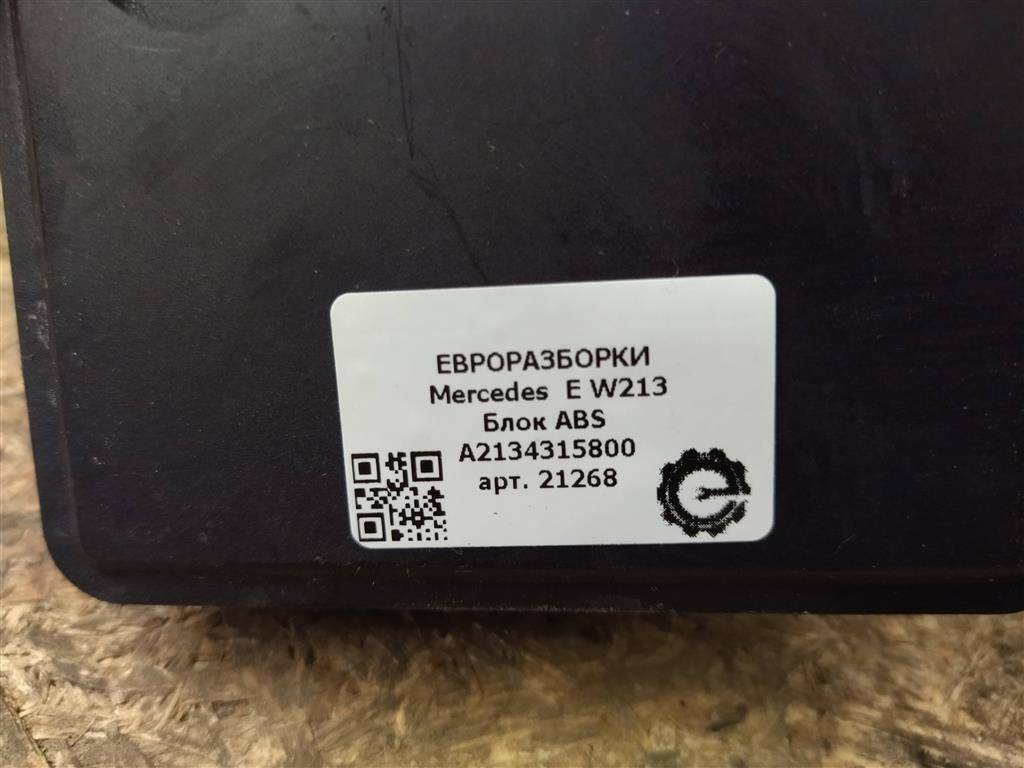 ЕВРОРАЗБОРКИ
Mercedes E W213
Блок ABS
A2134315800
арт. 21268